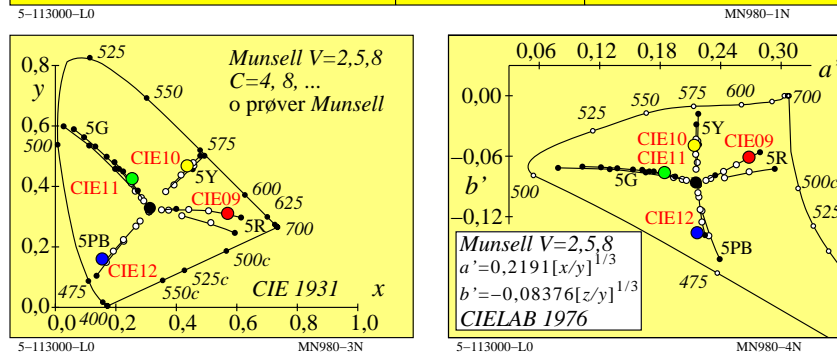 5-113000-L0
MN980-1N
0,8
y
0,6
0,4
0,2
0,0
0,0
0,2
0,4
0,6
0,8
1,0
x
Munsell V=2,5,8
C=4, 8, ...
o prøver Munsell
525
550
575
600
625
700
500
475
400
500c
525c
550c
5G
5Y
5R
5PB
CIE10
CIE11
CIE09
CIE12
CIE 1931
5-113000-L0
MN980-3N
0,06
0,12
0,18
0,24
0,30
a’
0,00
−0,06
b’
−0,12
525
550
575
600
700
500
500c
525c
475
5Y
5G
5R
5PB
CIE10
CIE09
CIE11
CIE12
Munsell V=2,5,8
a’=0,2191[x/y]1/3
b’=−0,08376[z/y]1/3
CIELAB 1976
5-113000-L0
MN980-4N